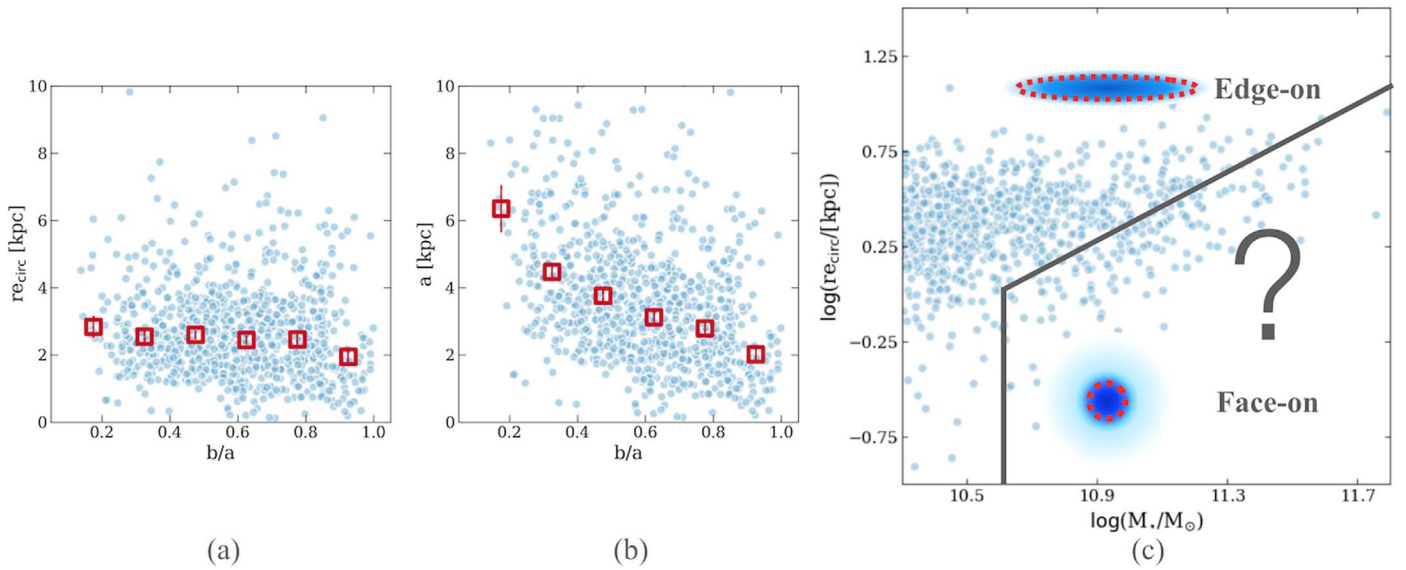 10
8
6
4
2
0
re_circ [kpc]
0.2 0.4 0.6 0.8 1.0
b/a
(a)
10
8
6
4
2
0
a [kpc]
0.2 0.4 0.6 0.8 1.0
b/a
(b)
1.25
0.75
0.25
−0.25
−0.75
log(re_circ/[kpc])
Edge-on
?
Face-on
10.5 10.9 11.3 11.7
log(M⋆/M⊙)
(c)